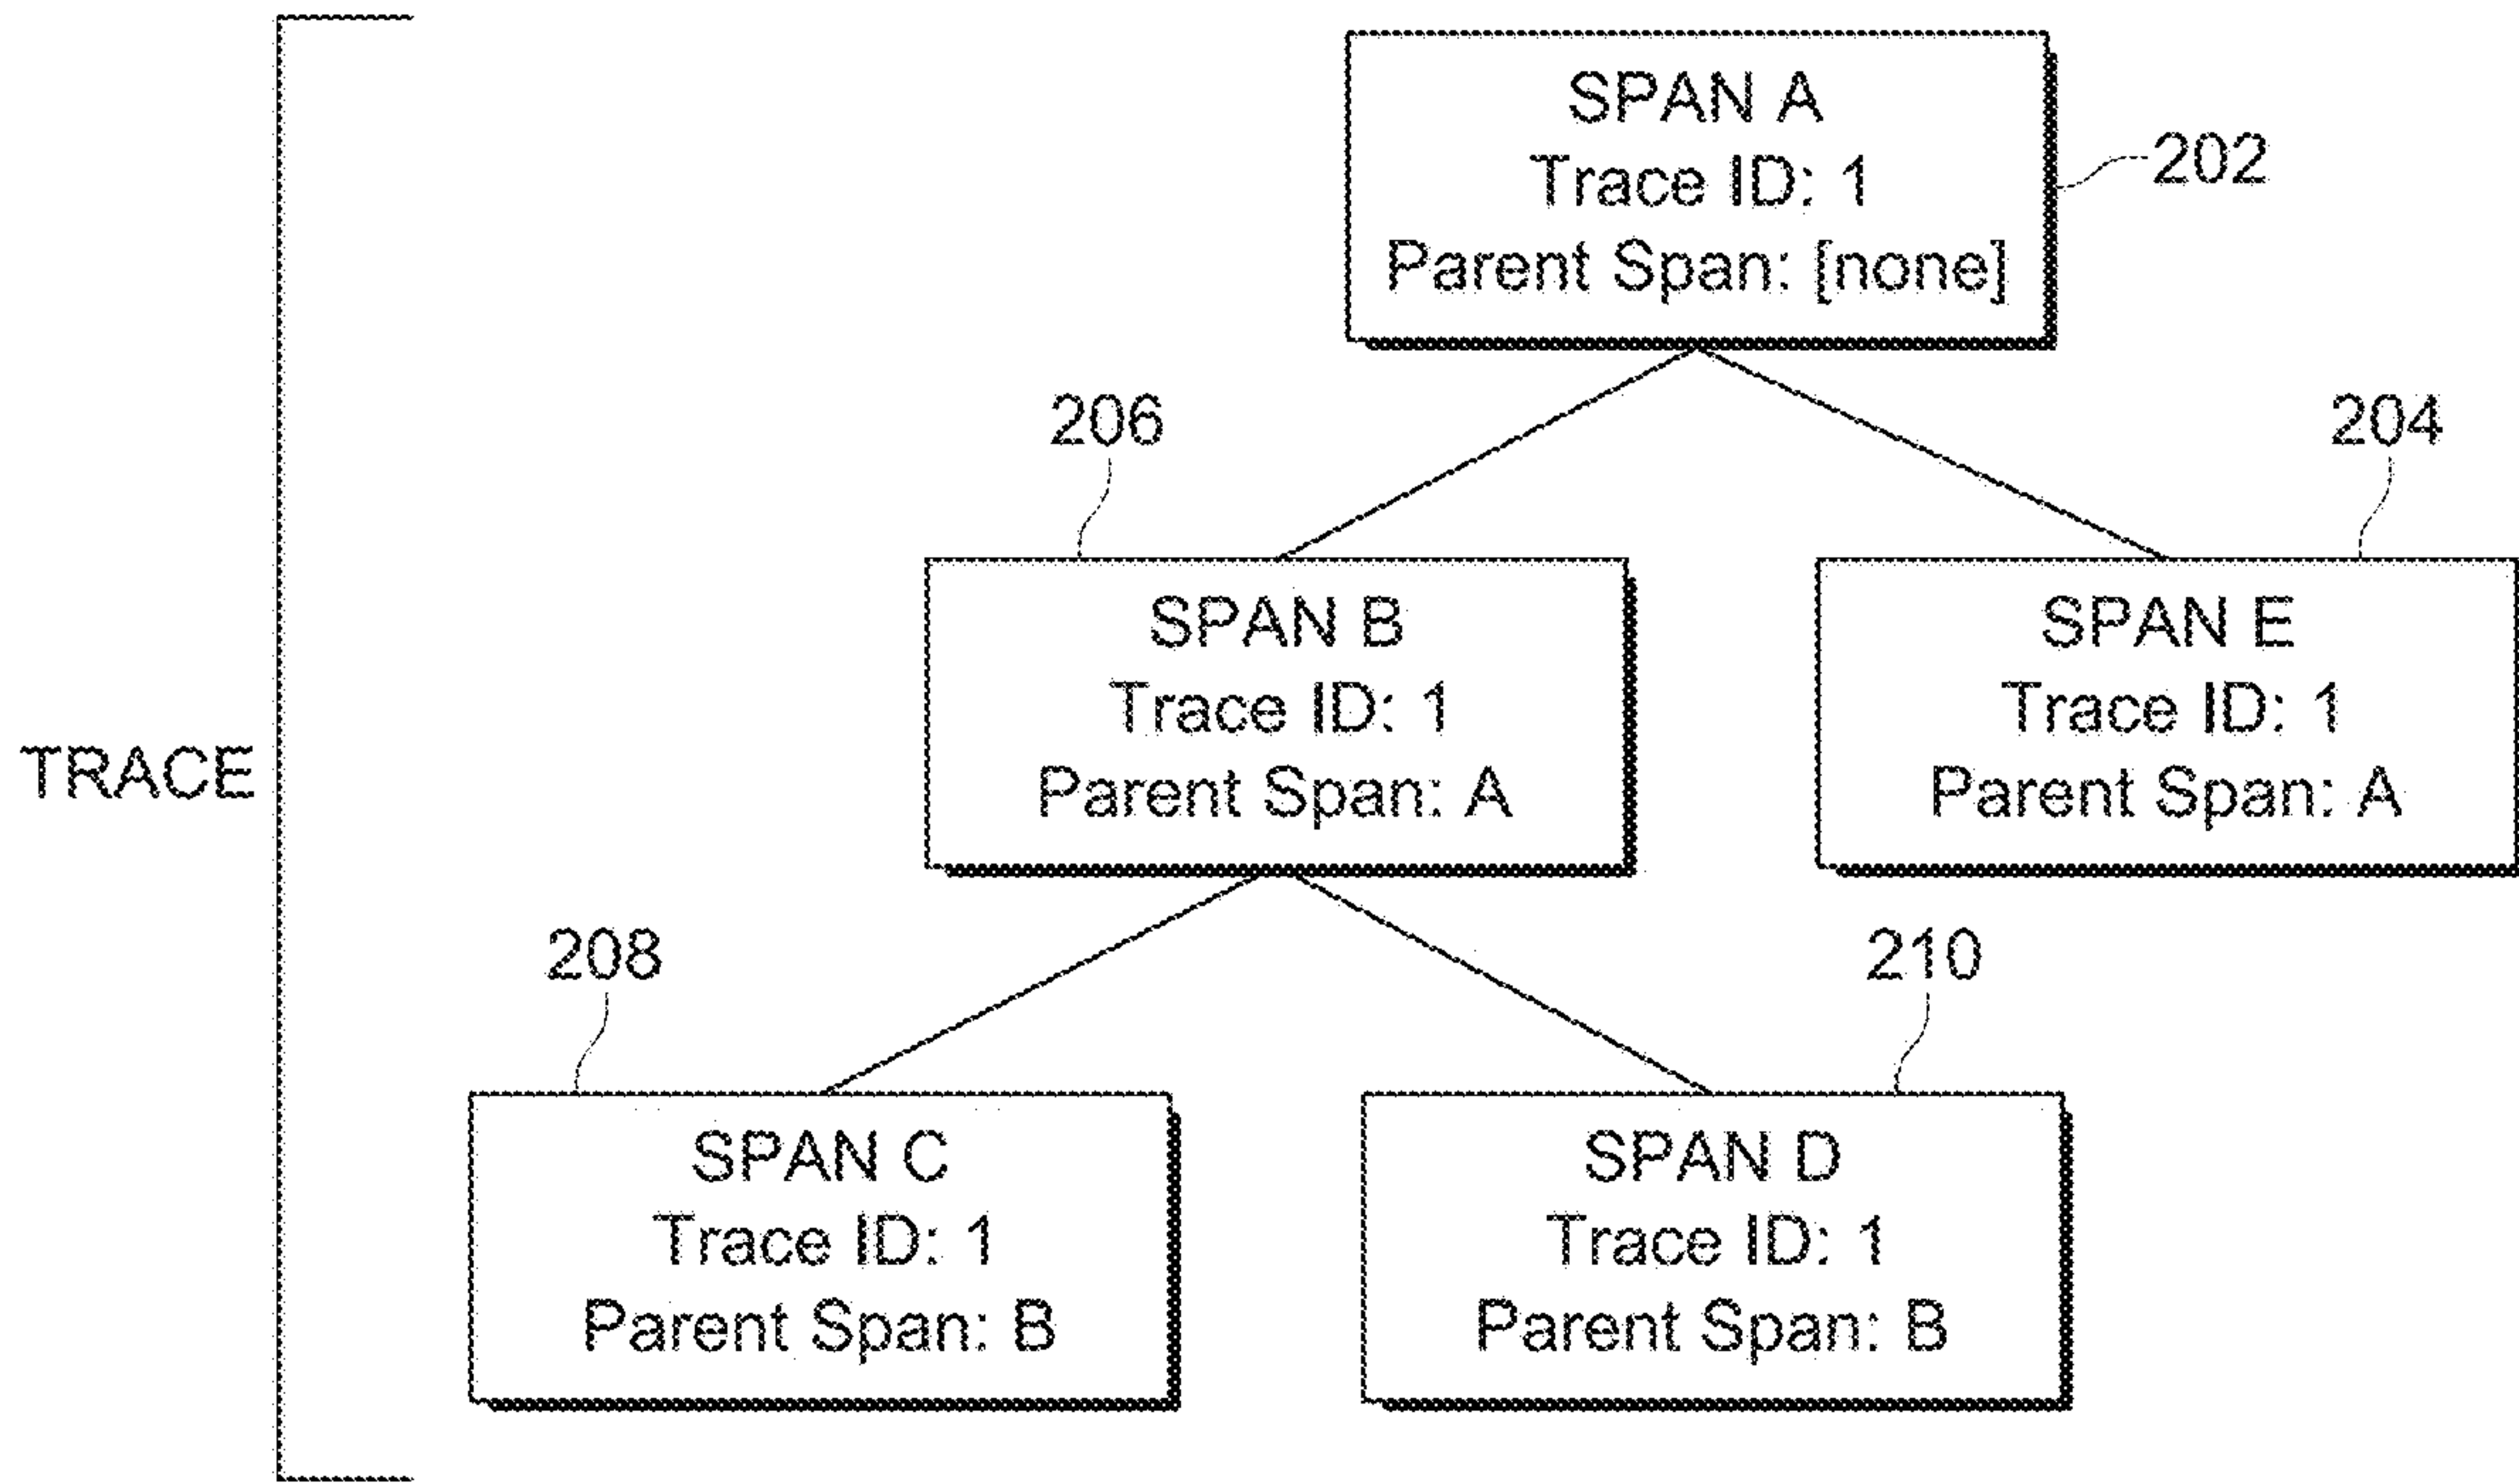 SPAN A
Trace ID: 1
Parent Span: [none]
202
206
204
SPAN B
Trace ID: 1
Parent Span: A
SPAN E
Trace ID: 1
Parent Span: A
TRACE
208
210
SPAN C
Trace ID: 1
Parent Span: B
SPAN D
Trace ID: 1
Parent Span: B